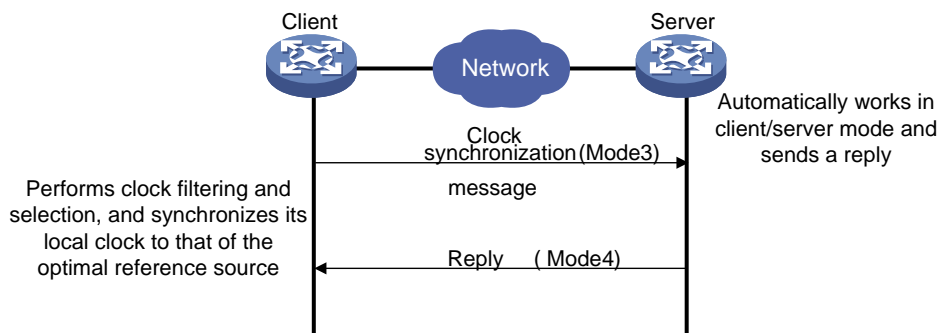 Client
Server
Network
Automatically works in
client/server mode and
sends a reply
Clock
synchronization (Mode3)
message
Performs clock filtering and
selection, and synchronizes its
local clock to that of the
optimal reference source
Reply ( Mode4)